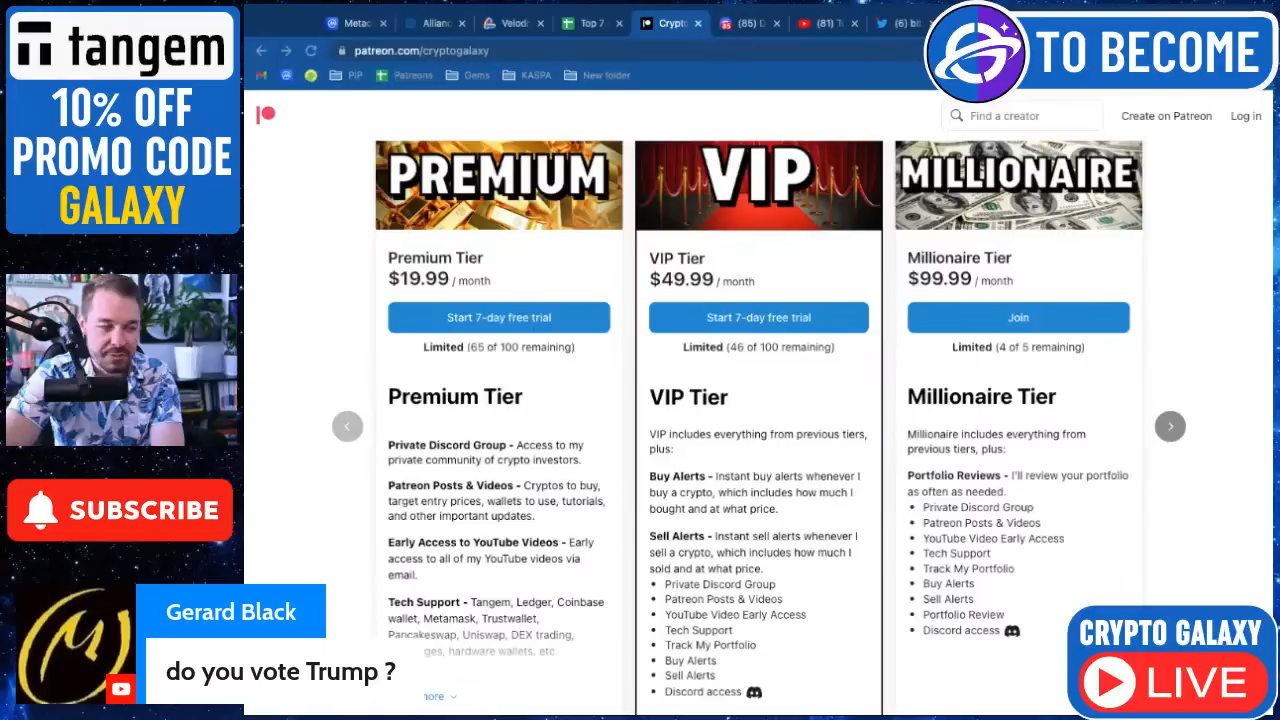 tangem
10% OFF
PROMO CODE
GALAXY
SUBSCRIBE
Metac
Allianc
Velodi
Top 7
Crypto
(85) D
(81) T
(6) bi
patreon.com/cryptogalaxy
PIP
Patreons
Gems
KASPA
New folder
TO BECOME
Find a creator
Create on Patreon
Log in
PREMIUM
Premium Tier
$19.99 / month
Start 7-day free trial
Limited (65 of 100 remaining)
Premium Tier
Private Discord Group - Access to my
private community of crypto investors.
Patreon Posts & Videos - Cryptos to buy,
target entry prices, wallets to use, tutorials,
and other important updates.
Early Access to YouTube Videos - Early
access to all of my YouTube videos via
email.
Tech Support - Tangem, Ledger, Coinbase
wallet, Metamask, Trustwallet,
Pancakeswap, Uniswap, DEX trading,
ges, hardware wallets, etc.
more
VIP
VIP Tier
$49.99 / month
Start 7-day free trial
Limited (46 of 100 remaining)
VIP Tier
VIP includes everything from previous tiers,
plus:
Buy Alerts - Instant buy alerts whenever I
buy a crypto, which includes how much I
bought and at what price.
Sell Alerts - Instant sell alerts whenever I
sell a crypto, which includes how much I
sold and at what price.
• Private Discord Group
• Patreon Posts & Videos
• YouTube Video Early Access
• Tech Support
• Track My Portfolio
• Buy Alerts
• Sell Alerts
• Discord access
MILLIONAIRE
Millionaire Tier
$99.99 / month
Join
Limited (4 of 5 remaining)
Millionaire Tier
Millionaire includes everything from
previous tiers, plus:
Portfolio Reviews - I'll review your portfolio
as often as needed.
• Private Discord Group
• Patreon Posts & Videos
• YouTube Video Early Access
• Tech Support
• Track My Portfolio
• Buy Alerts
• Sell Alerts
• Portfolio Review
• Discord access
Gerard Black
do you vote Trump ?
CRYPTO GALAXY
LIVE